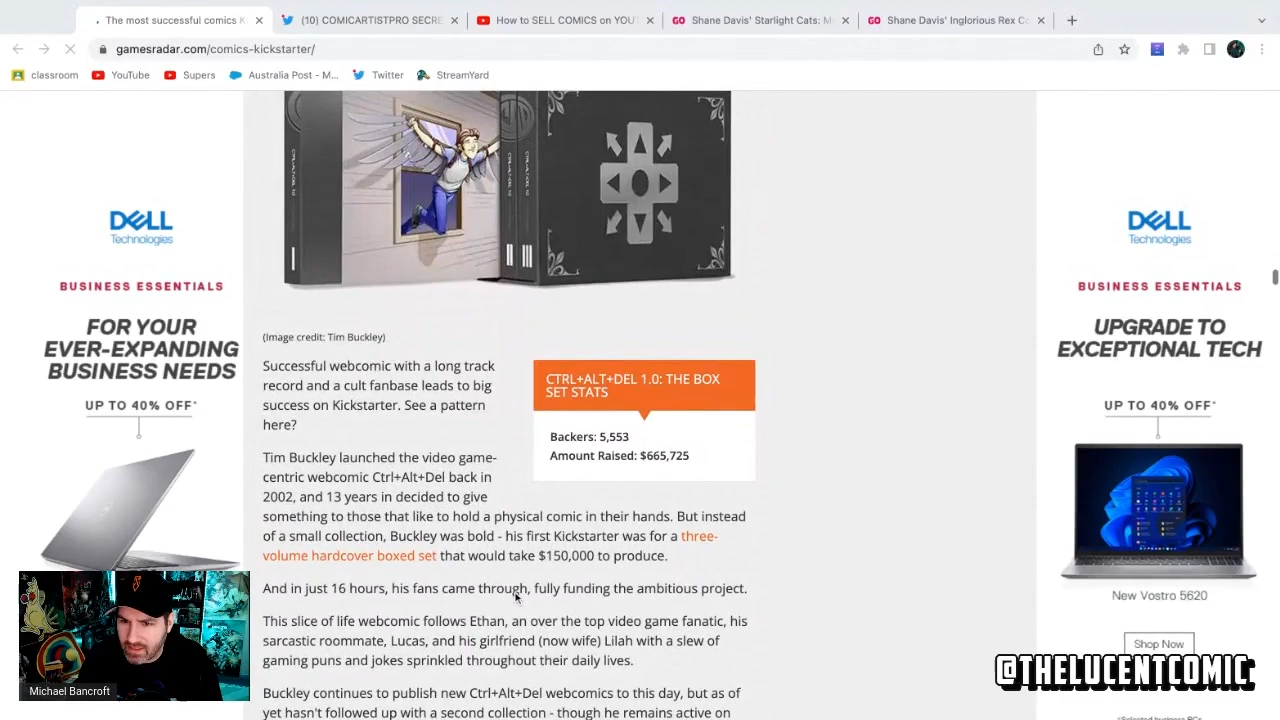 The most successful comics K
(10) COMICARTISTPRO SECRE
How to SELL COMICS on YOU
Shane Davis' Starlight Cats: M
Shane Davis' Inglorious Rex Co
gamesradar.com/comics-kickstarter/
classroom
YouTube
Supers
Australia Post - M...
Twitter
StreamYard
DELL
Technologies
BUSINESS ESSENTIALS
FOR YOUR
EVER-EXPANDING
BUSINESS NEEDS
UP TO 40% OFF*
I
II
III
(Image credit: Tim Buckley)
Successful webcomic with a long track
record and a cult fanbase leads to big
success on Kickstarter. See a pattern
here?
CTRL+ALT+DEL 1.0: THE BOX
SET STATS
Backers: 5,553
Amount Raised: $665,725
Tim Buckley launched the video game-
centric webcomic Ctrl+Alt+Del back in
2002, and 13 years in decided to give
something to those that like to hold a physical comic in their hands. But instead
of a small collection, Buckley was bold - his first Kickstarter was for a three-
volume hardcover boxed set that would take $150,000 to produce.
And in just 16 hours, his fans came through, fully funding the ambitious project.
This slice of life webcomic follows Ethan, an over the top video game fanatic, his
sarcastic roommate, Lucas, and his girlfriend (now wife) Lilah with a slew of
gaming puns and jokes sprinkled throughout their daily lives.
Buckley continues to publish new Ctrl+Alt+Del webcomics to this day, but as of
yet hasn't followed up with a second collection - though he remains active on
DELL
Technologies
BUSINESS ESSENTIALS
UPGRADE TO
EXCEPTIONAL TECH
UP TO 40% OFF*
New Vostro 5620
Shop Now
Michael Bancroft
@THELUCENTCOMIC